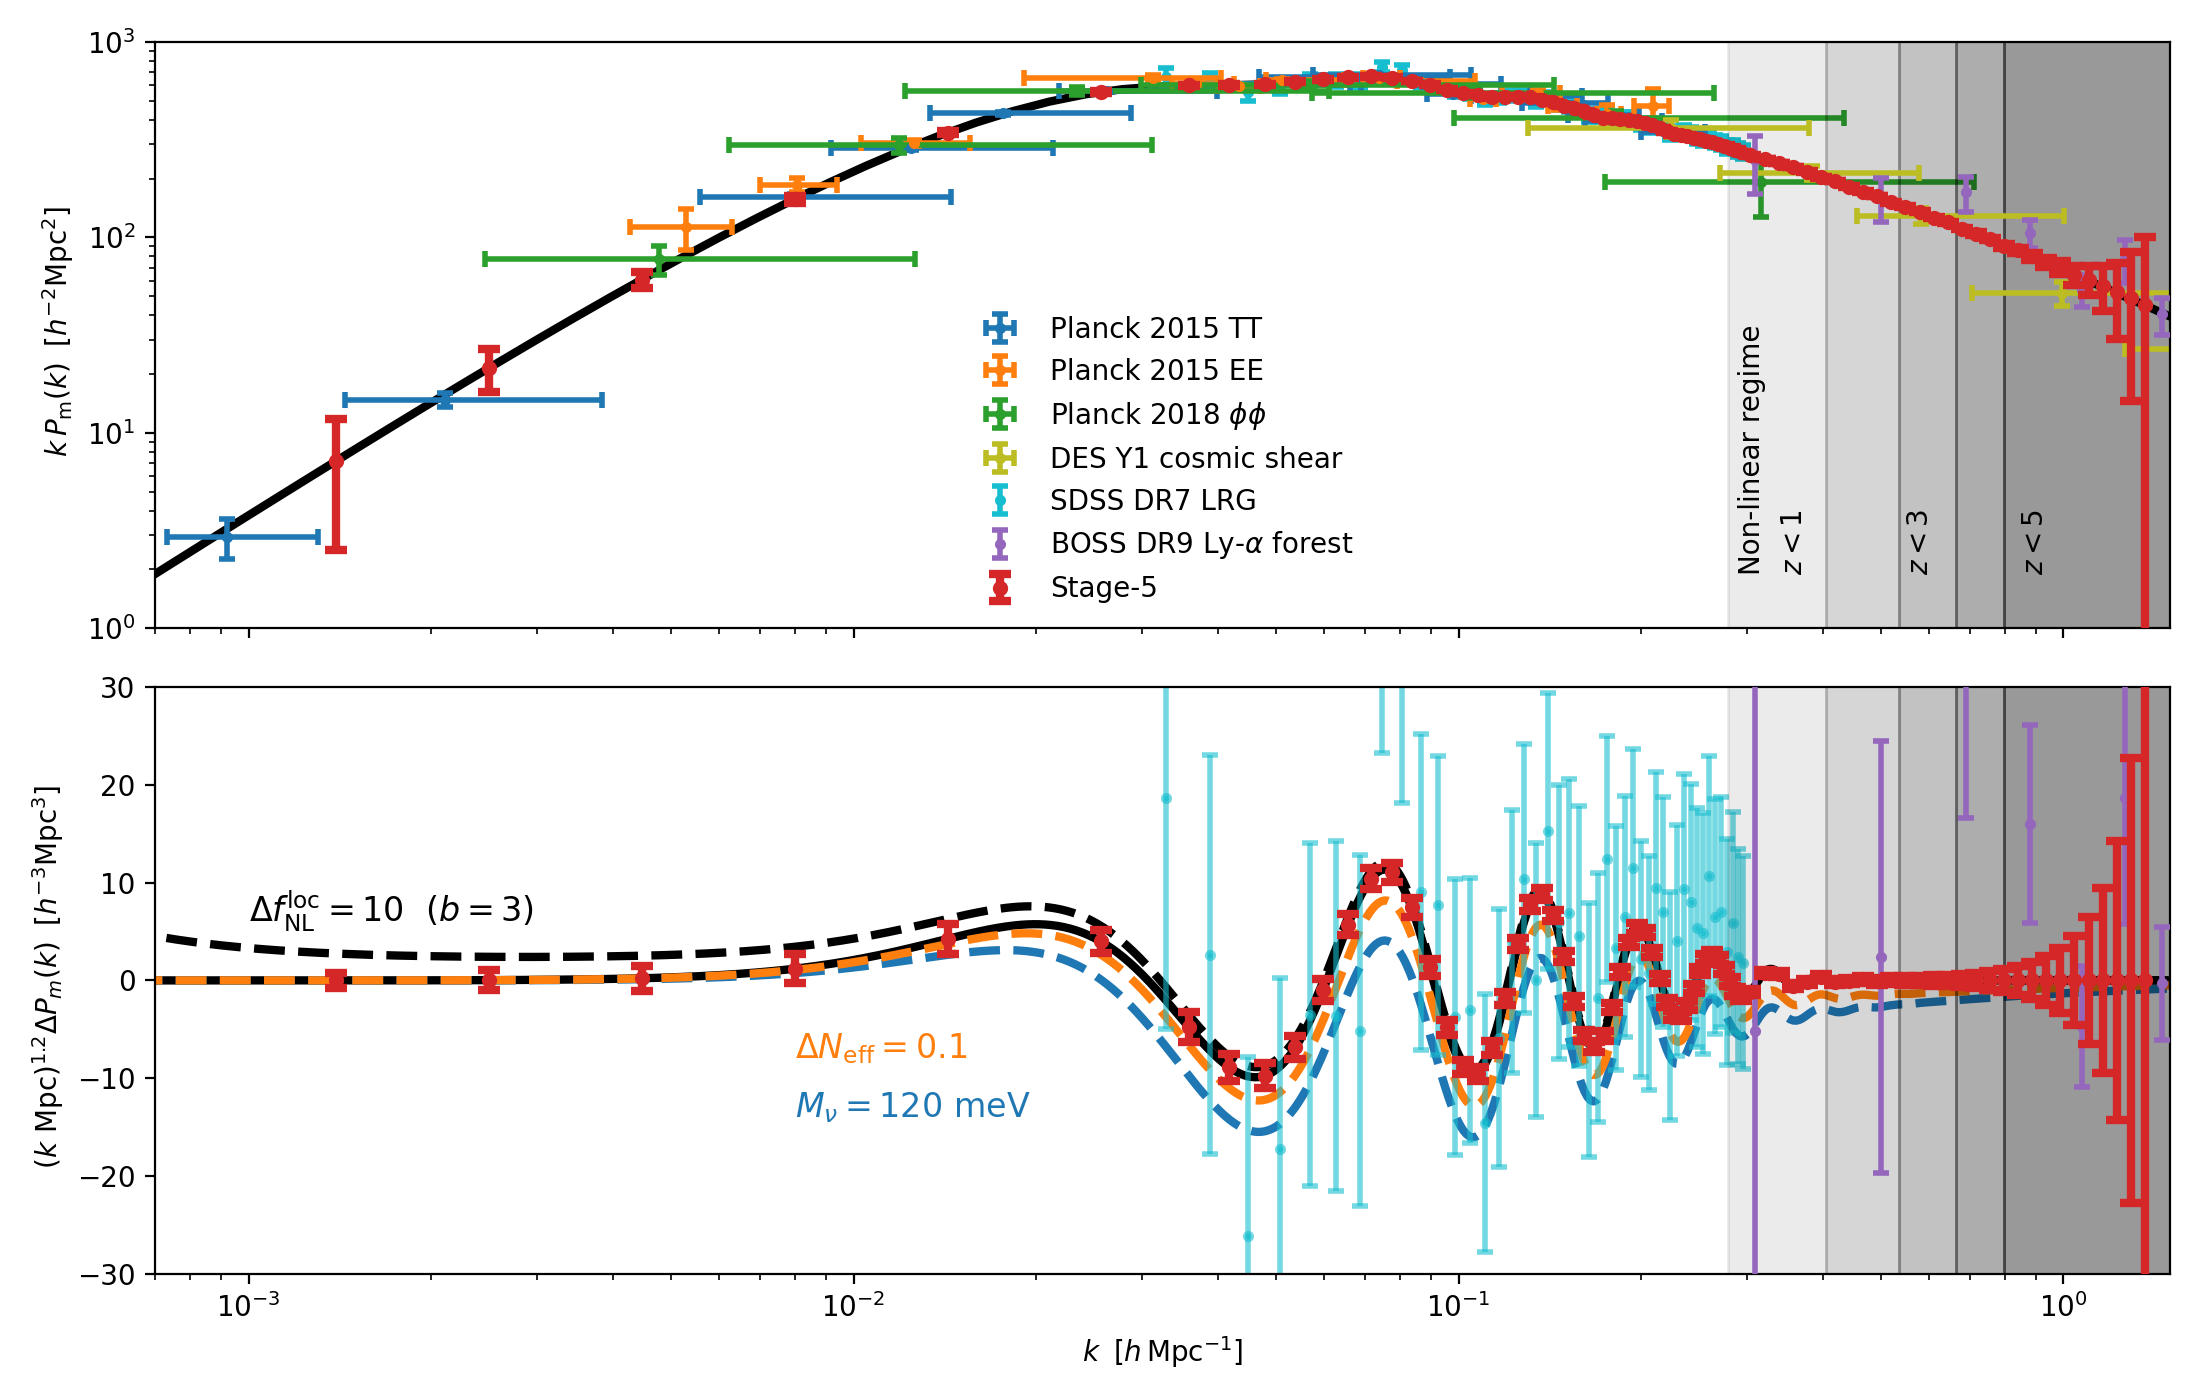 10³
10²
10¹
10⁰
k Pₘ(k) [h⁻²Mpc²]
Planck 2015 TT
Planck 2015 EE
Planck 2018 ϕϕ
DES Y1 cosmic shear
SDSS DR7 LRG
BOSS DR9 Ly-α forest
Stage-5
Non-linear regime
z < 1
z < 3
z < 5
30
20
10
0
−10
−20
−30
(k Mpc)¹·² ΔPₘ(k) [h⁻³Mpc³]
Δf_NL^loc = 10 (b = 3)
ΔN_eff = 0.1
M_ν = 120 meV
10⁻³
10⁻²
10⁻¹
10⁰
k [h Mpc⁻¹]